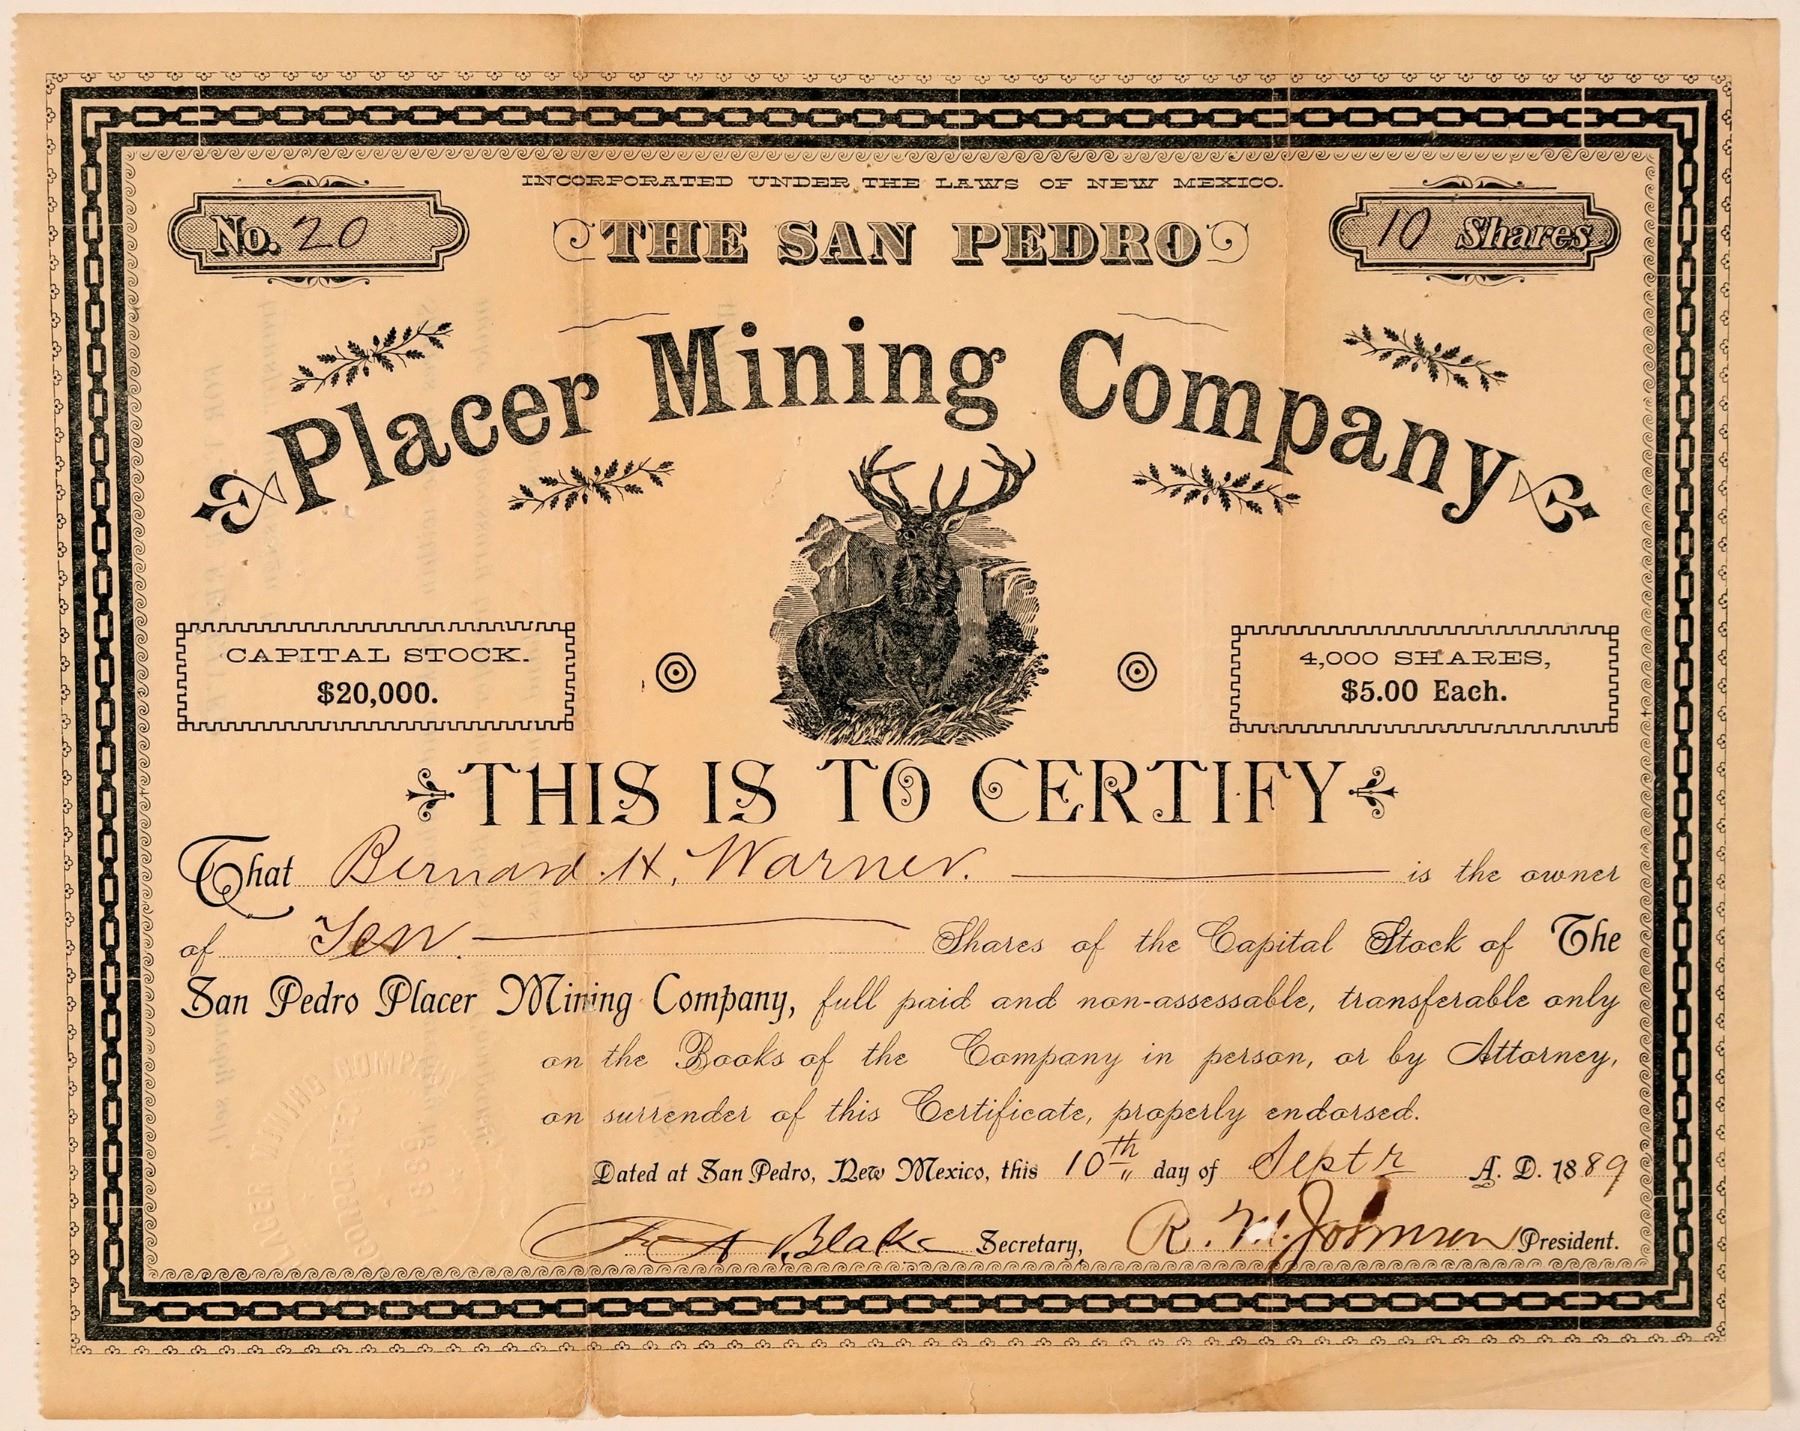 INCORPORATED UNDER THE LAWS OF NEW MEXICO.
No. 20
THE SAN PEDRO
10 Shares
Placer Mining Company
CAPITAL STOCK.
$20,000.
4,000 SHARES,
$5.00 Each.
THIS IS TO CERTIFY
That Bernard H. Warner. is the owner
of Ten. Shares of the Capital Stock of The
San Pedro Placer Mining Company, full paid and non-assessable, transferable only
on the Books of the Company in person, or by Attorney,
on surrender of this Certificate, properly endorsed.
Dated at San Pedro, New Mexico, this 10th day of Septr A. D. 1889
Blake Secretary, R. M. Johnson President.